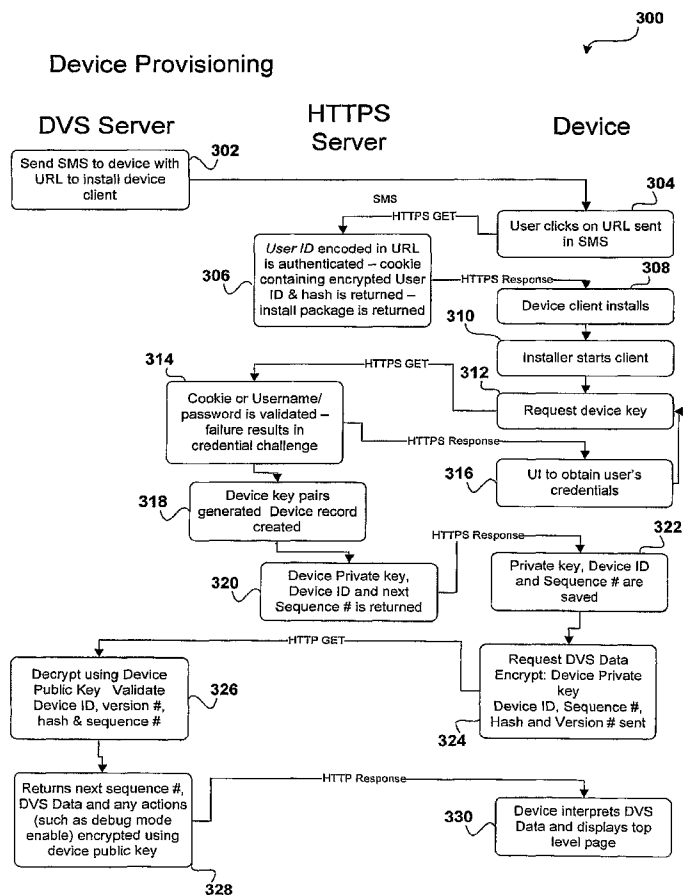 300
Device Provisioning
DVS Server
HTTPS
Server
Device
302
Send SMS to device with
URL to install device
client
304
SMS
HTTPS GET
User clicks on URL sent
in SMS
306
User ID encoded in URL
is authenticated – cookie
containing encrypted User
ID & hash is returned –
install package is returned
HTTPS Response
308
Device client installs
310
Installer starts client
312
HTTPS GET
Request device key
314
Cookie or Username/
password is validated –
failure results in
credential challenge
HTTPS Response
316
UI to obtain user's
credentials
318
Device key pairs
generated Device record
created
HTTPS Response
322
320
Device Private key,
Device ID and next
Sequence # is returned
Private key, Device ID
and Sequence # are
saved
HTTP GET
326
Decrypt using Device
Public Key Validate
Device ID, version #,
hash & sequence #
324
Request DVS Data
Encrypt: Device Private
key
Device ID, Sequence #,
Hash and Version # sent
Returns next sequence #,
DVS Data and any actions
(such as debug mode
enable) encrypted using
device public key
328
HTTP Response
330
Device interprets DVS
Data and displays top
level page